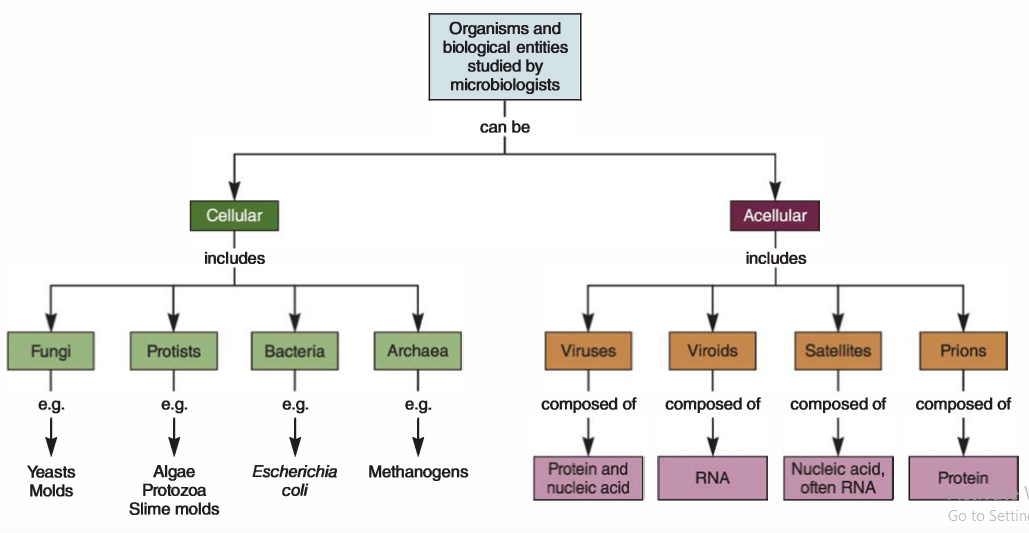 Organisms and
biological entities
studied by
microbiologists
can be
Cellular
Acellular
includes
includes
Fungi
Protists
Bacteria
Archaea
Viruses
Viroids
Satellites
Prions
e.g.
e.g.
e.g.
e.g.
composed of
composed of
composed of
composed of
Yeasts
Molds
Algae
Protozoa
Slime molds
Escherichia
coli
Methanogens
Protein and
nucleic acid
RNA
Nucleic acid,
often RNA
Protein
Go to Settin